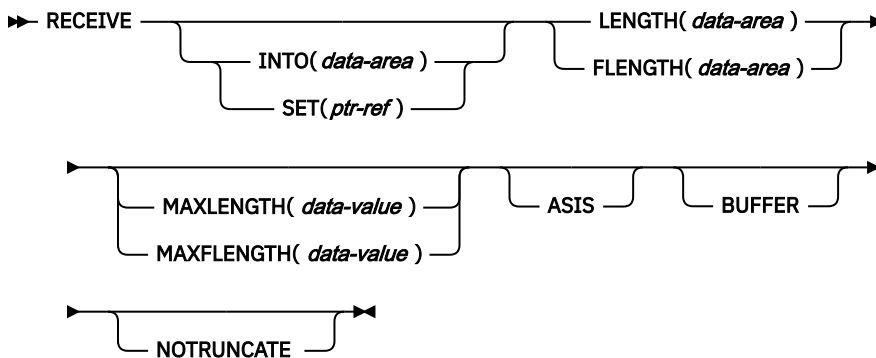 RECEIVE LENGTH( data-area )
INTO( data-area ) FLENGTH( data-area )
SET( ptr-ref )
MAXLENGTH( data-value ) ASIS BUFFER
MAXFLENGTH( data-value )
NOTRUNCATE